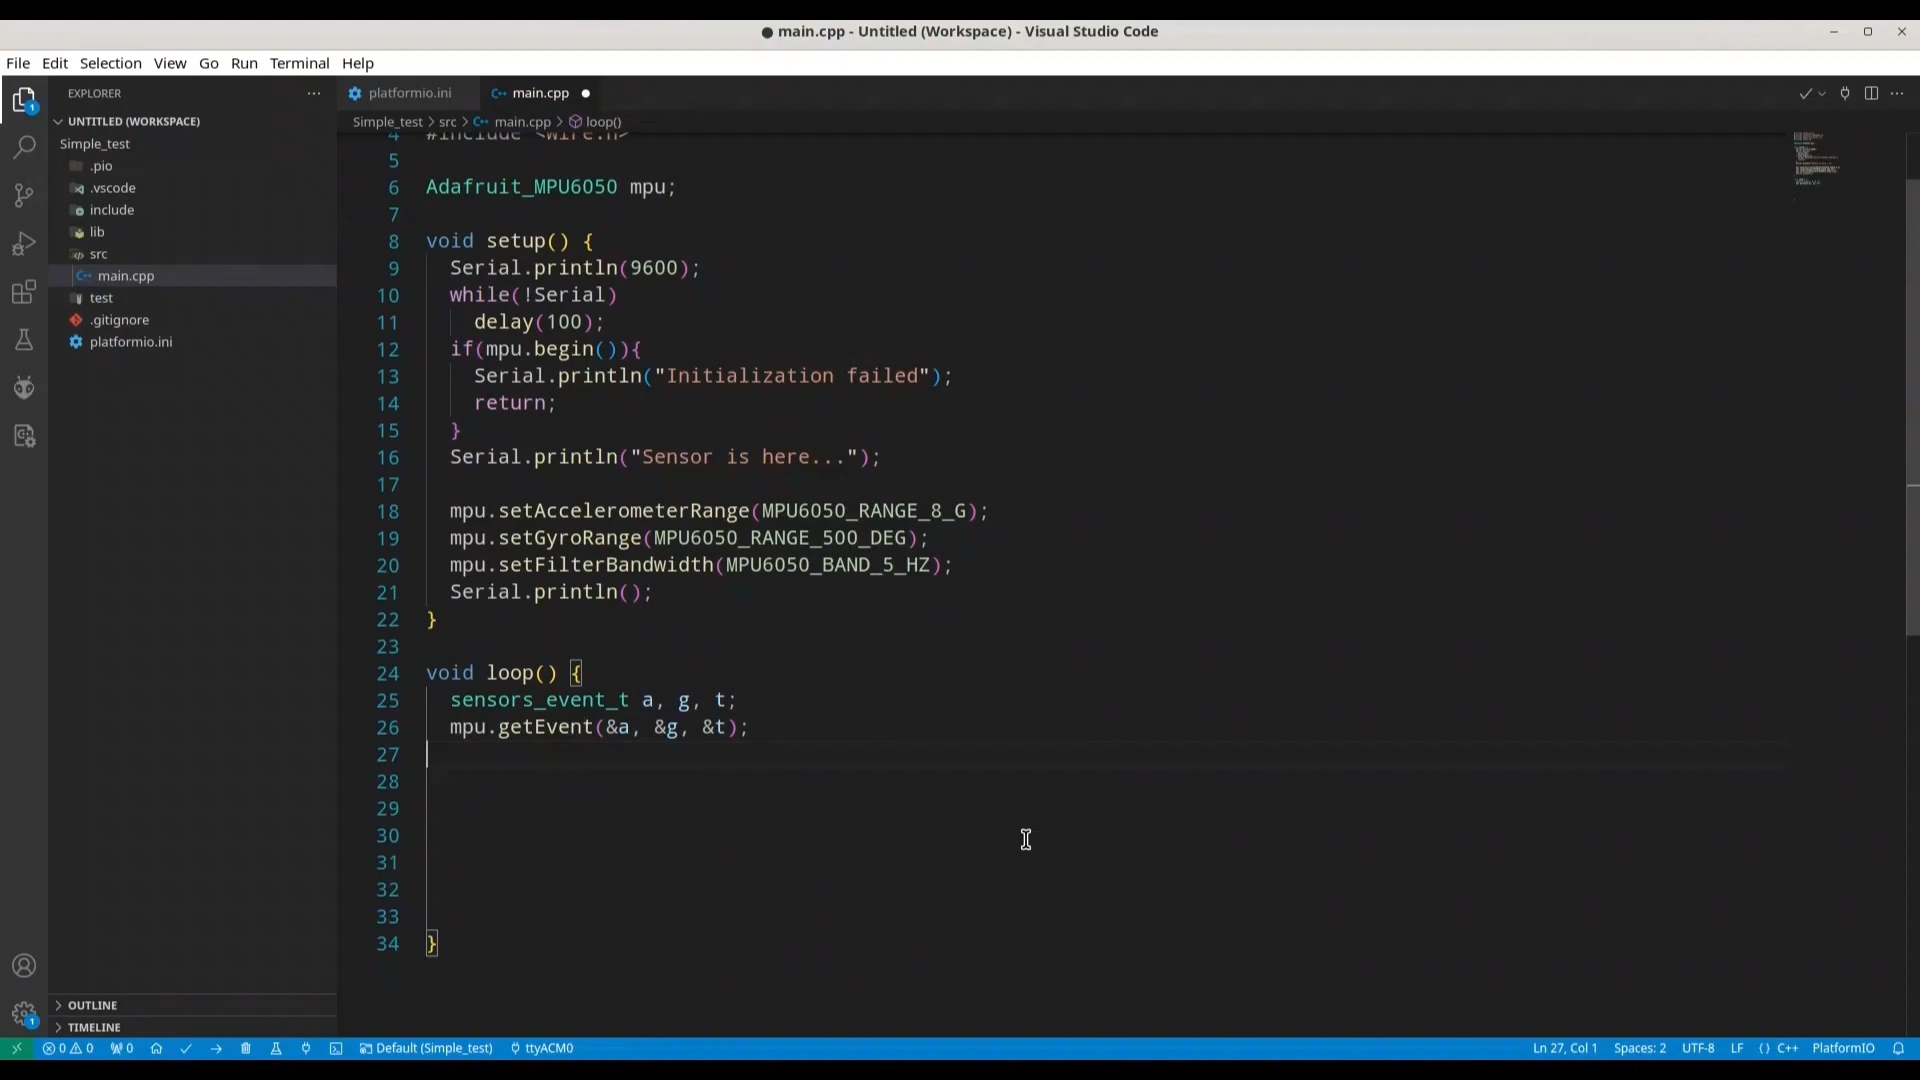 main.cpp - Untitled (Workspace) - Visual Studio Code
File Edit Selection View Go Run Terminal Help
EXPLORER
UNTITLED (WORKSPACE)
Simple_test
.pio
.vscode
include
lib
src
main.cpp
test
.gitignore
platformio.ini
OUTLINE
TIMELINE
platformio.ini main.cpp
Simple_test > src > main.cpp > loop()
4 #include <Wire.h>
5
6 Adafruit_MPU6050 mpu;
7
8 void setup() {
9 Serial.println(9600);
10 while(!Serial)
11 delay(100);
12 if(mpu.begin()){
13 Serial.println("Initialization failed");
14 return;
15 }
16 Serial.println("Sensor is here...");
17
18 mpu.setAccelerometerRange(MPU6050_RANGE_8_G);
19 mpu.setGyroRange(MPU6050_RANGE_500_DEG);
20 mpu.setFilterBandwidth(MPU6050_BAND_5_HZ);
21 Serial.println();
22 }
23
24 void loop() {
25 sensors_event_t a, g, t;
26 mpu.getEvent(&a, &g, &t);
27
28
29
30
31
32
33
34 }
1
1
0 0 0 Default (Simple_test) ttyACM0 Ln 27, Col 1 Spaces: 2 UTF-8 LF {} C++ PlatformIO